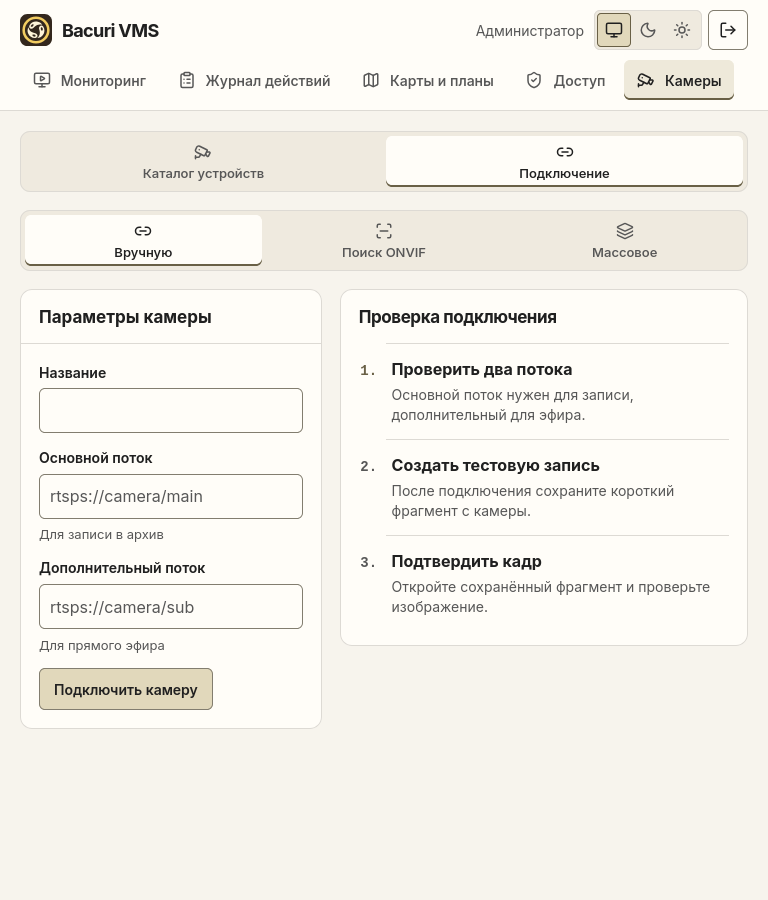 Bacuri VMS
Администратор
Мониторинг
Журнал действий
Карты и планы
Доступ
Камеры
Каталог устройств
Подключение
Вручную
Поиск ONVIF
Массовое
Параметры камеры
Название
Основной поток
rtsps://camera/main
Для записи в архив
Дополнительный поток
rtsps://camera/sub
Для прямого эфира
Подключить камеру
Проверка подключения
1. Проверить два потока
Основной поток нужен для записи,
дополнительный для эфира.
2. Создать тестовую запись
После подключения сохраните короткий
фрагмент с камеры.
3. Подтвердить кадр
Откройте сохранённый фрагмент и проверьте
изображение.